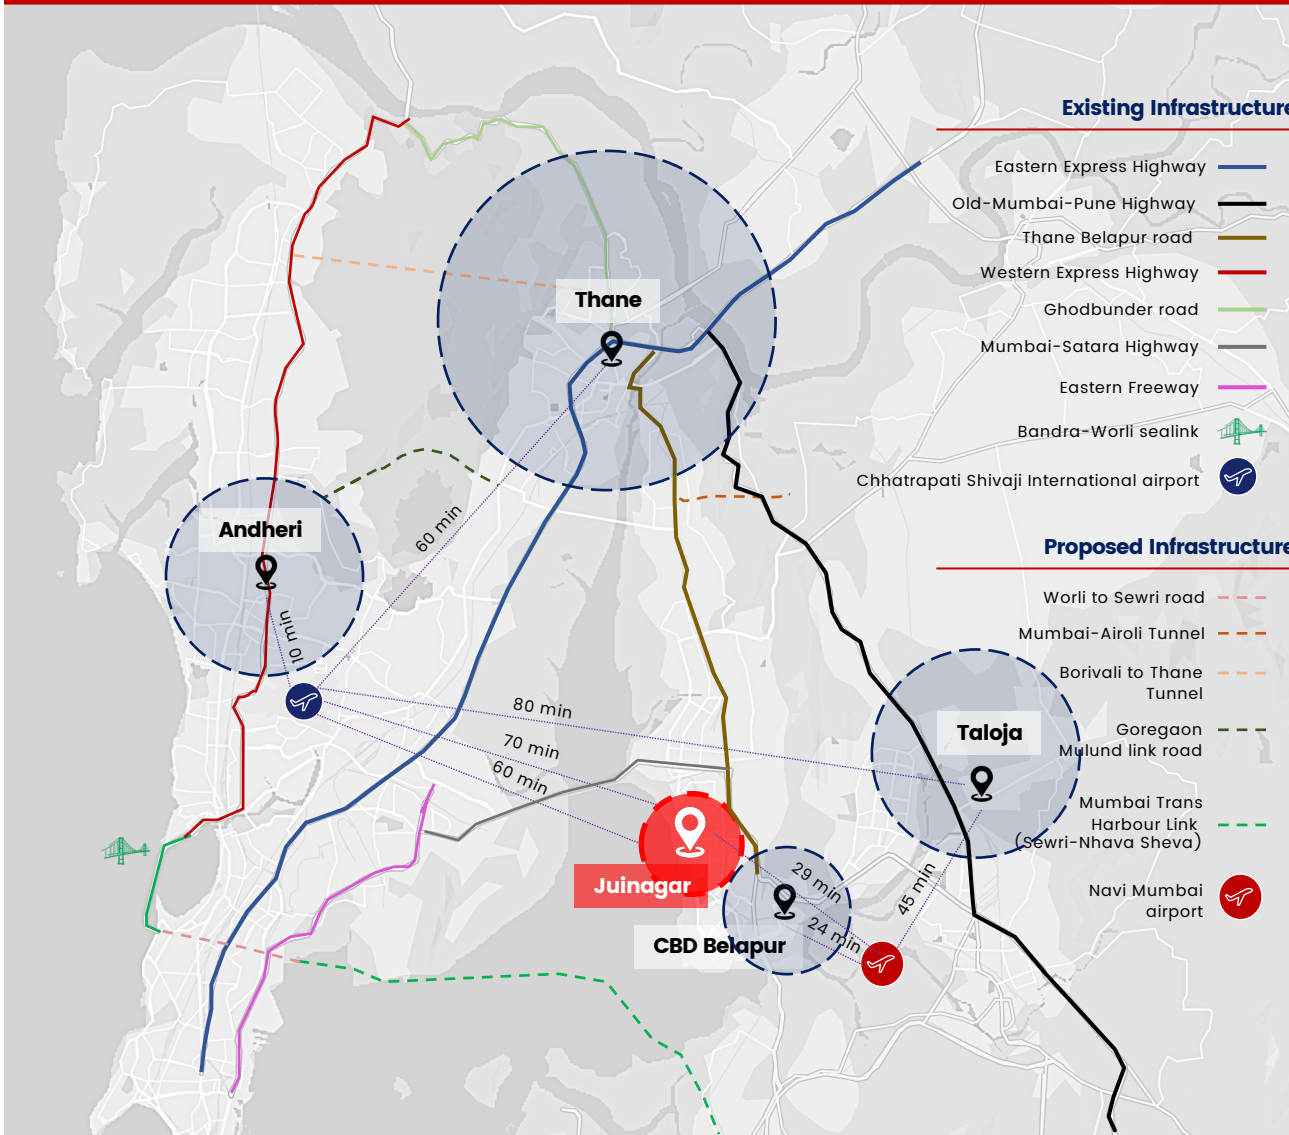 Existing Infrastructure
Eastern Express Highway
Old-Mumbai-Pune Highway
Thane Belapur road
Western Express Highway
Ghodbunder road
Mumbai-Satara Highway
Eastern Freeway
Bandra-Worli sealink
Chhatrapati Shivaji International airport
Proposed Infrastructure
Worli to Sewri road
Mumbai-Airoli Tunnel
Borivali to Thane
Tunnel
Goregaon
Mulund link road
Mumbai Trans
Harbour Link
(Sewri-Nhava Sheva)
Navi Mumbai
airport
Thane
Andheri
60 min
10 min
80 min
70 min
60 min
Taloja
Juinagar
29 min
45 min
24 min
CBD Belapur